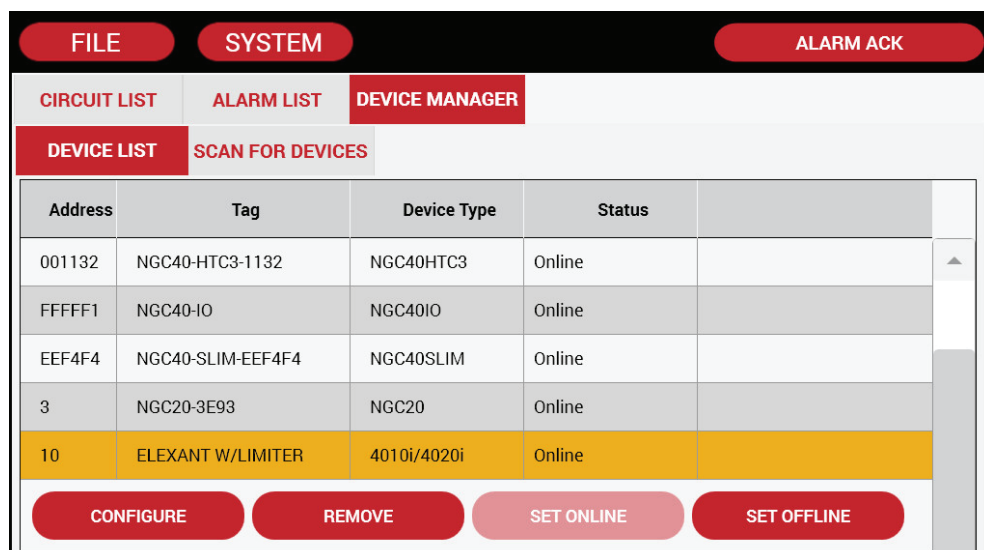 FILE SYSTEM ALARM ACK
CIRCUIT LIST ALARM LIST DEVICE MANAGER
DEVICE LIST SCAN FOR DEVICES
Address Tag Device Type Status
001132 NGC40-HTC3-1132 NGC40HTC3 Online
FFFFF1 NGC40-IO NGC40IO Online
EEF4F4 NGC40-SLIM-EEF4F4 NGC40SLIM Online
3 NGC20-3E93 NGC20 Online
10 ELEXANT W/LIMITER 4010i/4020i Online
CONFIGURE REMOVE SET ONLINE SET OFFLINE